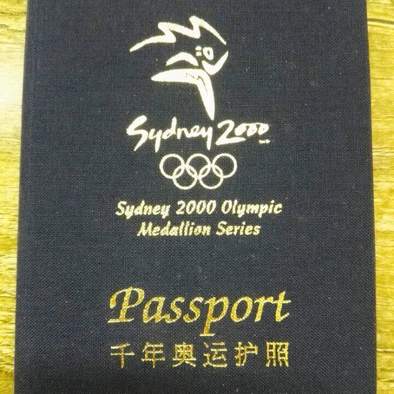 Sydney 2000
Sydney 2000 Olympic
Medallion Series
Passport
千年奥运护照